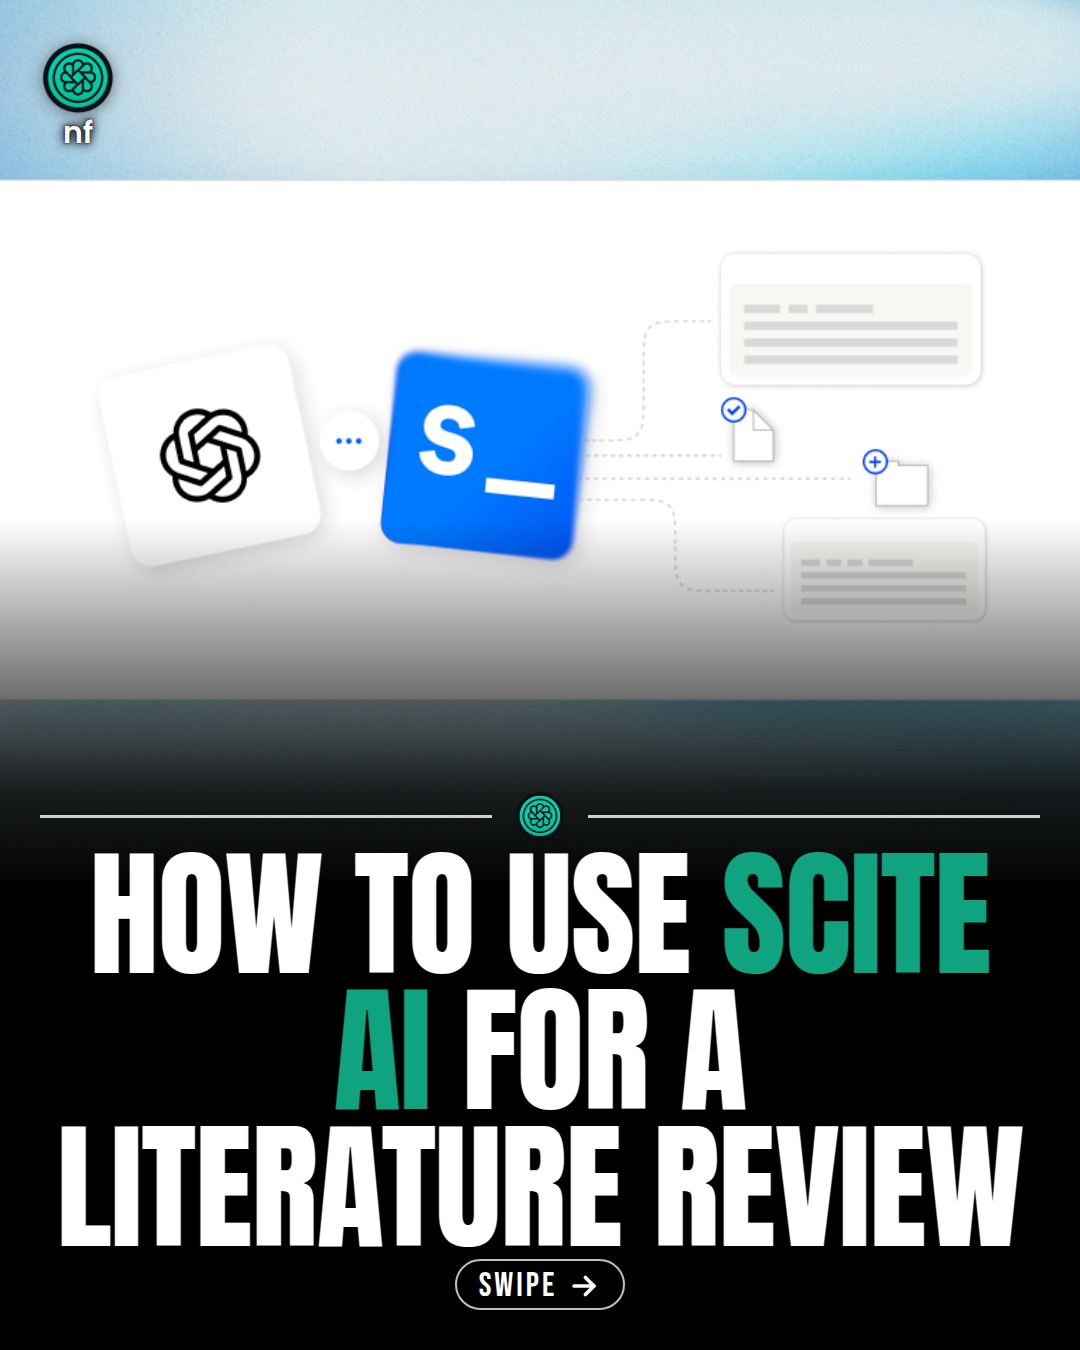 nf
S_
HOW TO USE SCITE
AI FOR A
LITERATURE REVIEW
SWIPE →